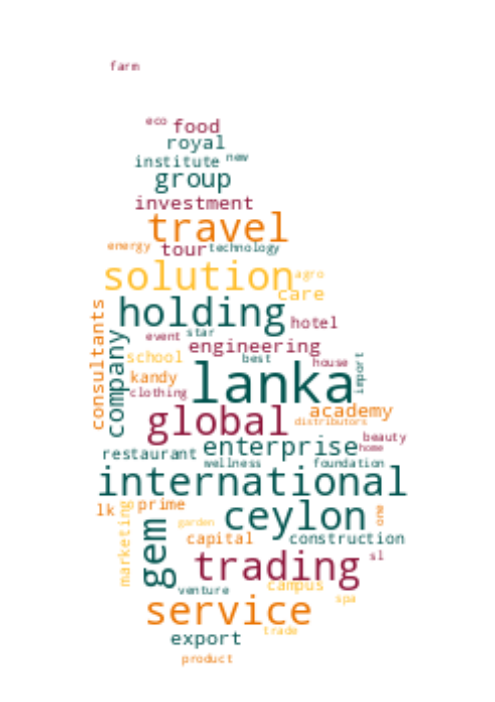 farm
eco food
royal
institute new
group
investment
travel
energy tour technology
solution agro
care
holding hotel
consultants
company
event star
engineering
school best
house
import
kandy
lanka
clothing
academy
global distributors
beauty
enterprise home
restaurant
wellness foundation
international
lk prime
marketing
gem
garden
ceylon one
capital construction
trading sl
campus
venture
spa
service
trade
export
product